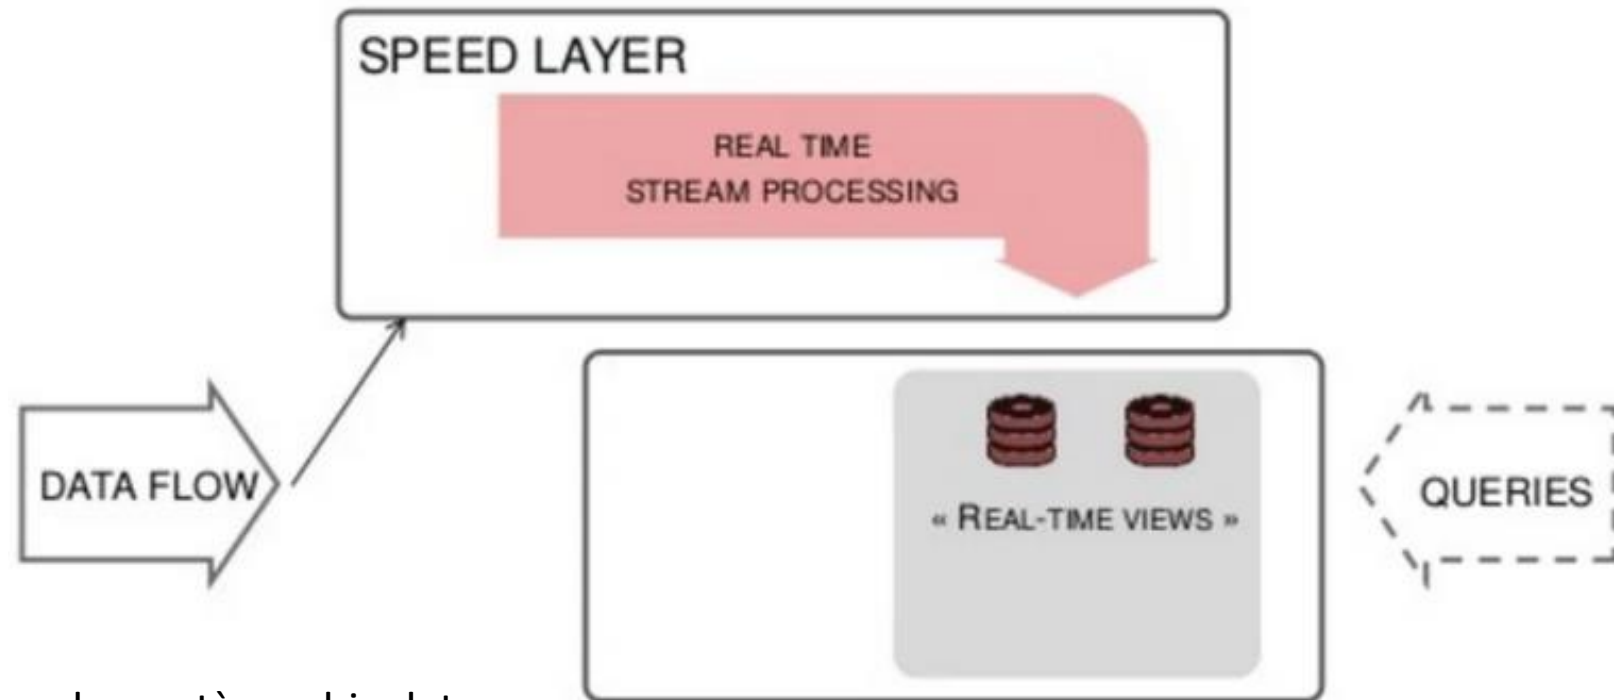 SPEED LAYER
REAL TIME
STREAM PROCESSING
DATA FLOW
« REAL-TIME VIEWS »
QUERIES